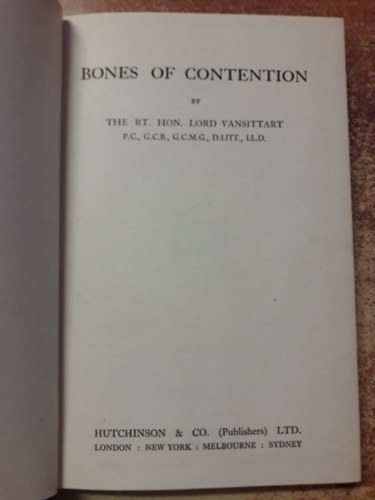 BONES OF CONTENTION
BY
THE RT. HON. LORD VANSITTART
P.C., G.C.B., G.C.M.G., D.LITT., LL.D.
HUTCHINSON & CO. (Publishers) LTD.
LONDON : NEW YORK : MELBOURNE : SYDNEY